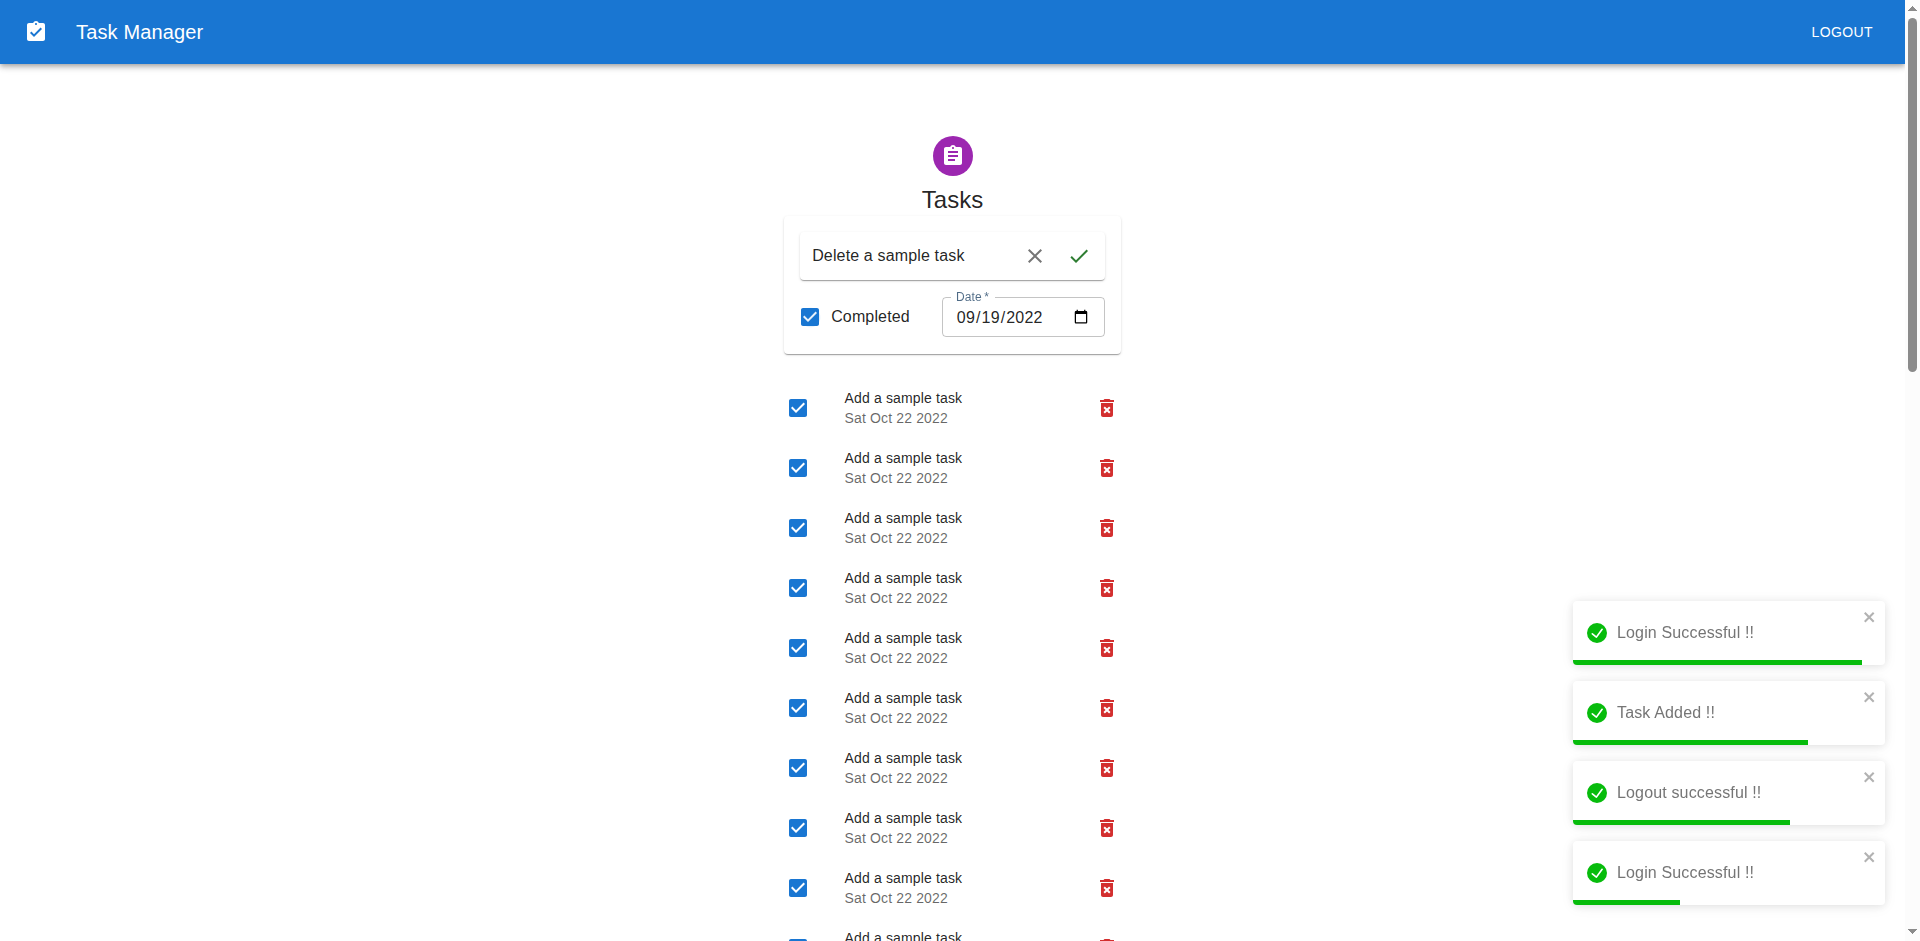 Task Manager
LOGOUT
Tasks
Delete a sample task
Completed
Date *
09/19/2022
Add a sample task
Sat Oct 22 2022
Add a sample task
Sat Oct 22 2022
Add a sample task
Sat Oct 22 2022
Add a sample task
Sat Oct 22 2022
Add a sample task
Sat Oct 22 2022
Add a sample task
Sat Oct 22 2022
Add a sample task
Sat Oct 22 2022
Add a sample task
Sat Oct 22 2022
Add a sample task
Sat Oct 22 2022
Add a sample task
Login Successful !!
Task Added !!
Logout successful !!
Login Successful !!